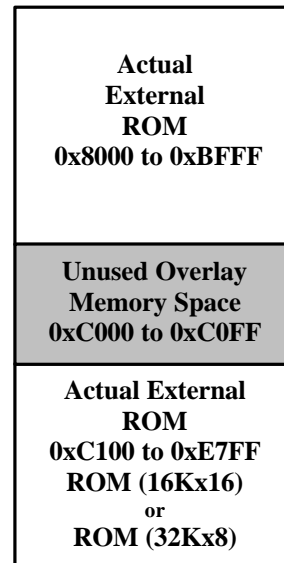 Actual
External
ROM
0x8000 to 0xBFFF
Unused Overlay
Memory Space
0xC000 to 0xC0FF
Actual External
ROM
0xC100 to 0xE7FF
ROM (16Kx16)
or
ROM (32Kx8)